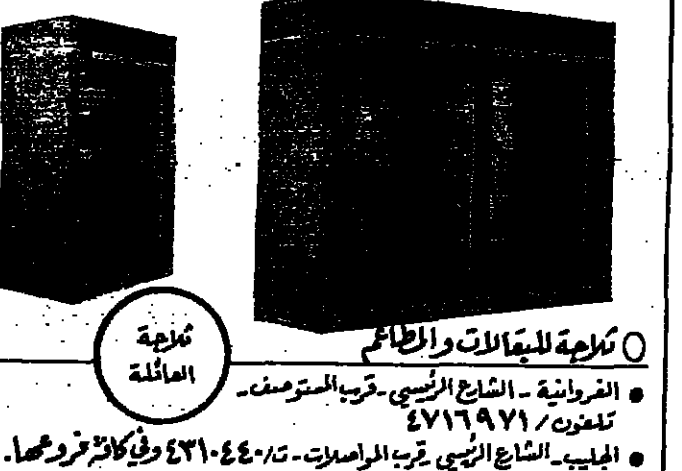 ثلاجة للبقالات والمطاعم
ثلاجة
العائلة
الفروانية - الشارع الرئيسي - قرب المستوصف -
تلفون / ٤٧١٦٩٧١
الجليب - الشارع الرئيسي قرب المواصلات - ت / ٤٣١٠٤٤٠ وفي كافة فروعها.